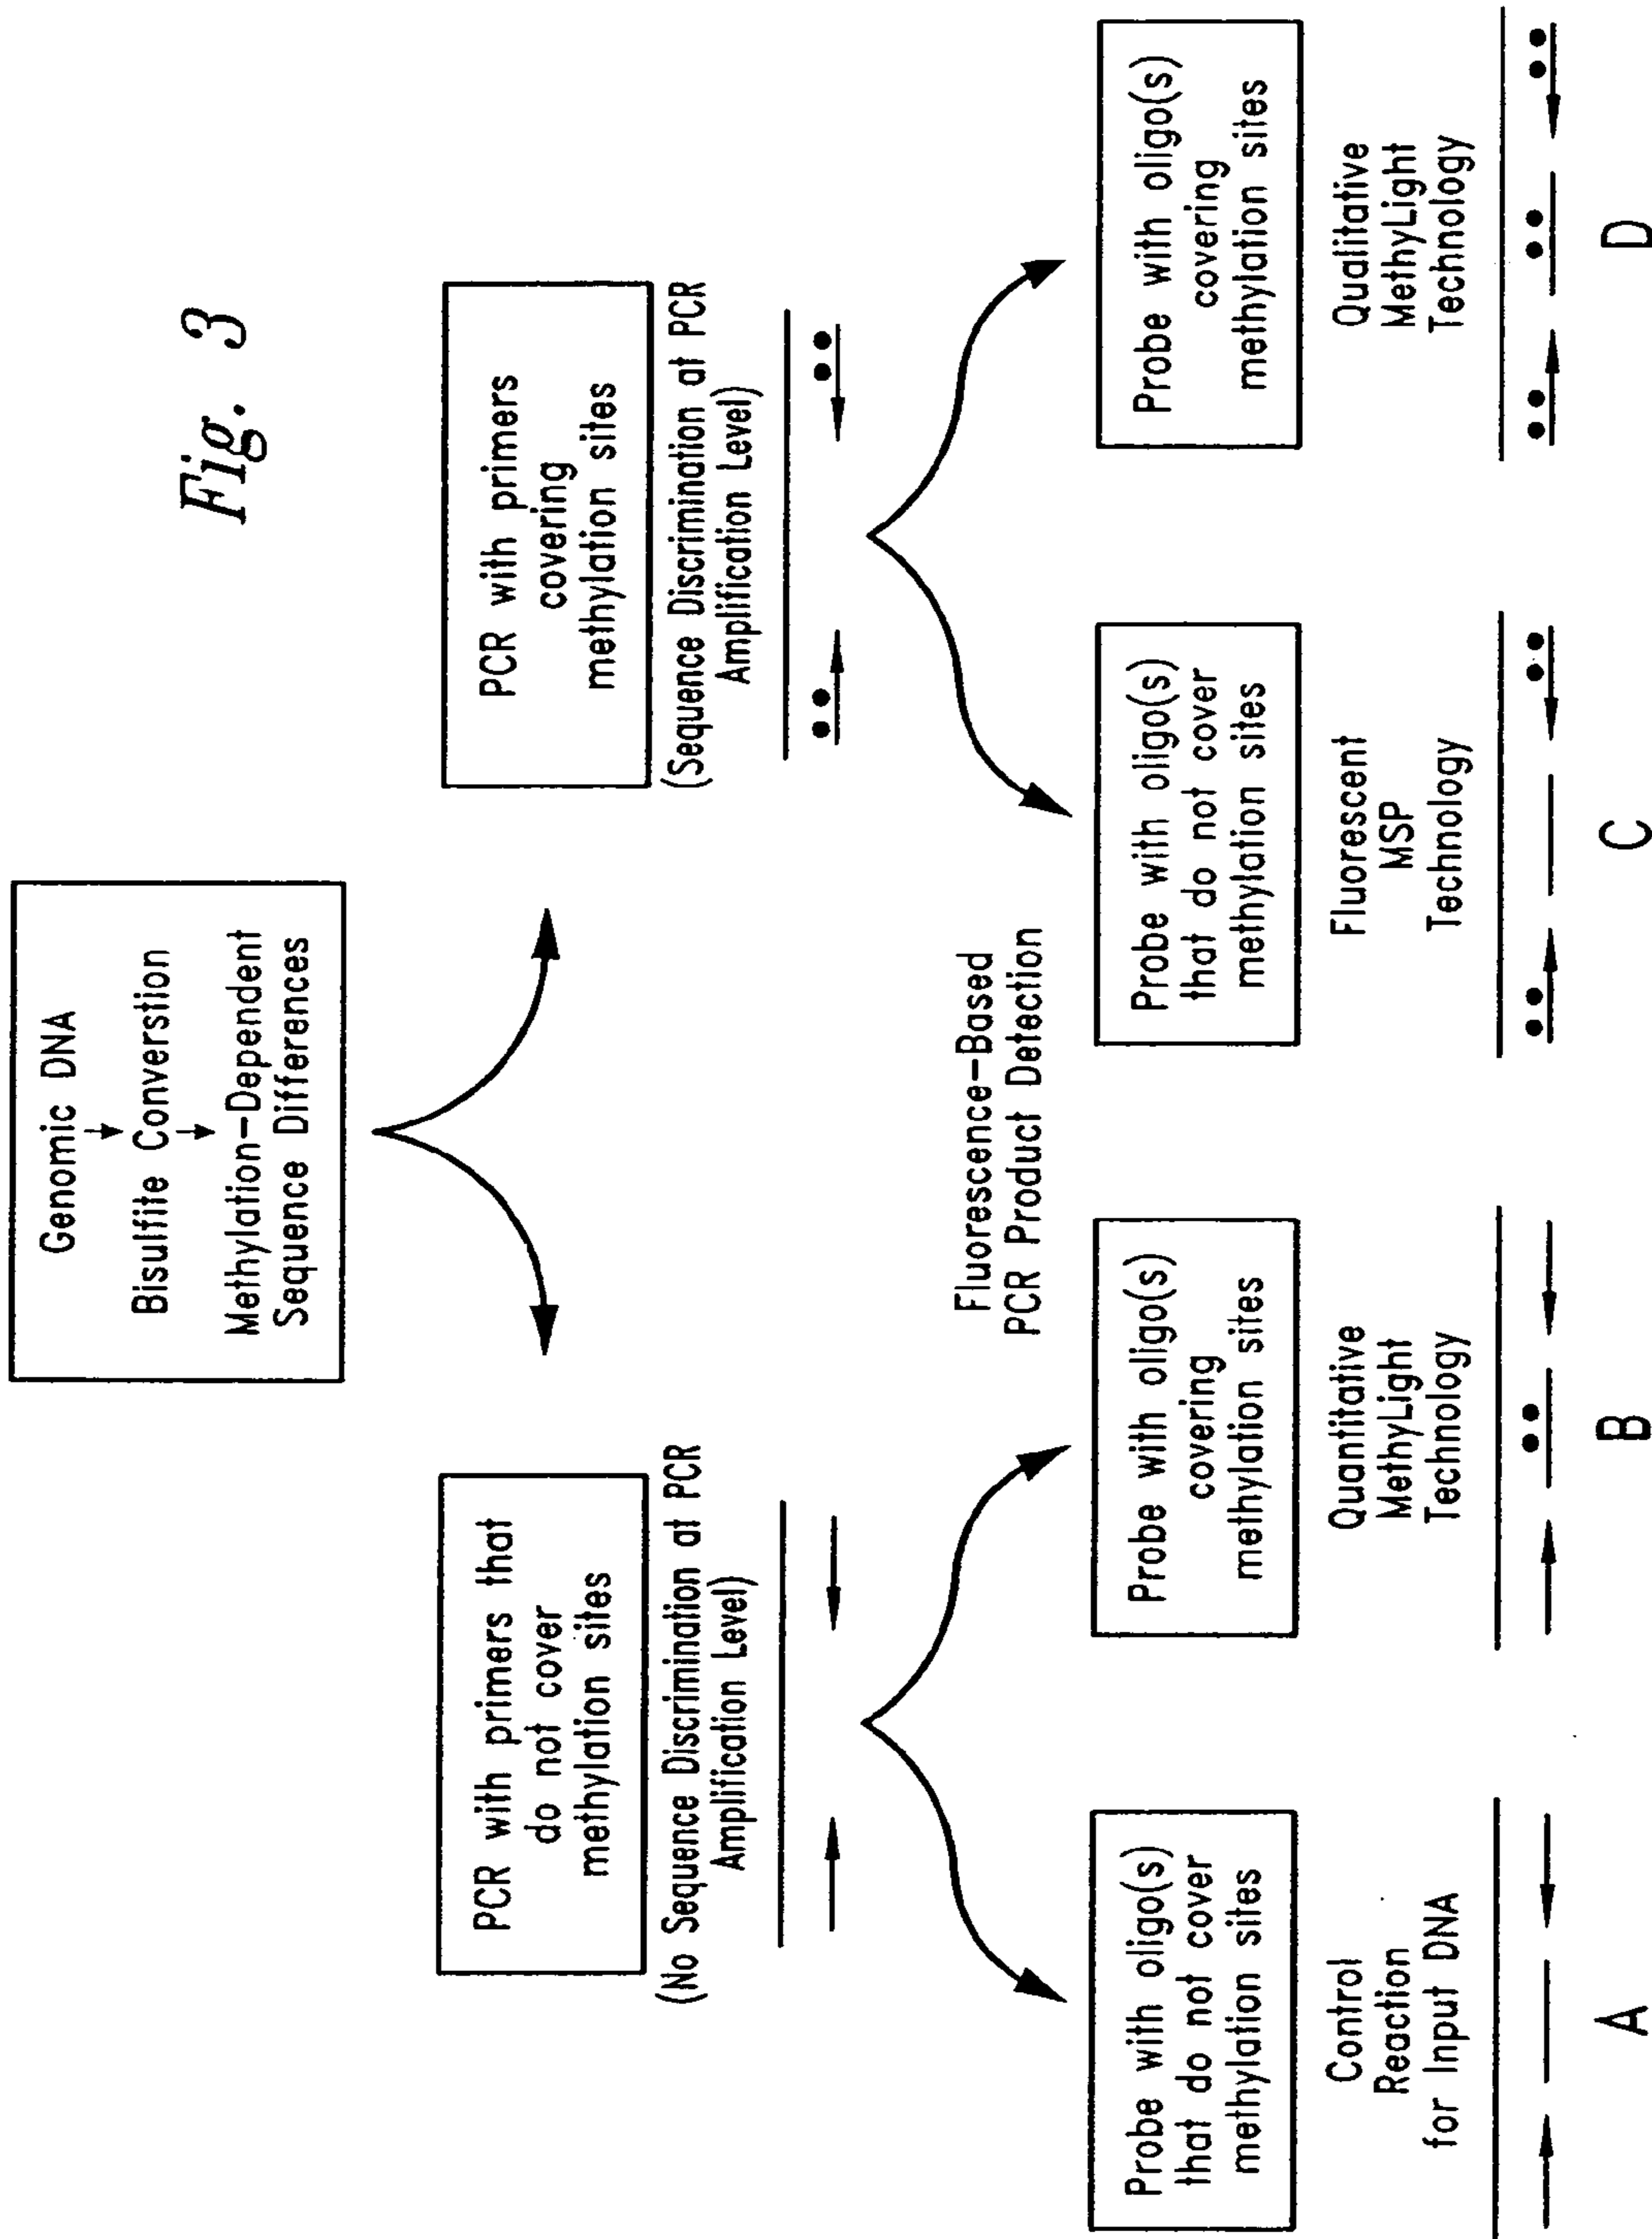 Fig. 3
Genomic DNA
Bisulfite Converstion
Methylation-Dependent
Sequence Differences
PCR with primers that
do not cover
methylation sites
(No Sequence Discrimination at PCR
Amplification Level)
PCR with primers
covering
methylation sites
(Sequence Discrimination at PCR
Amplification Level)
Fluorescence-Based
PCR Product Detection
Probe with oligo(s)
that do not cover
methylation sites
Control
Reaction
for Input DNA
A
Probe with oligo(s)
covering
methylation sites
Quantitative
MethyLight
Technology
B
Probe with oligo(s)
that do not cover
methylation sites
Fluorescent
MSP
Technology
C
Probe with oligo(s)
covering
methylation sites
Qualitative
MethyLight
Technology
D